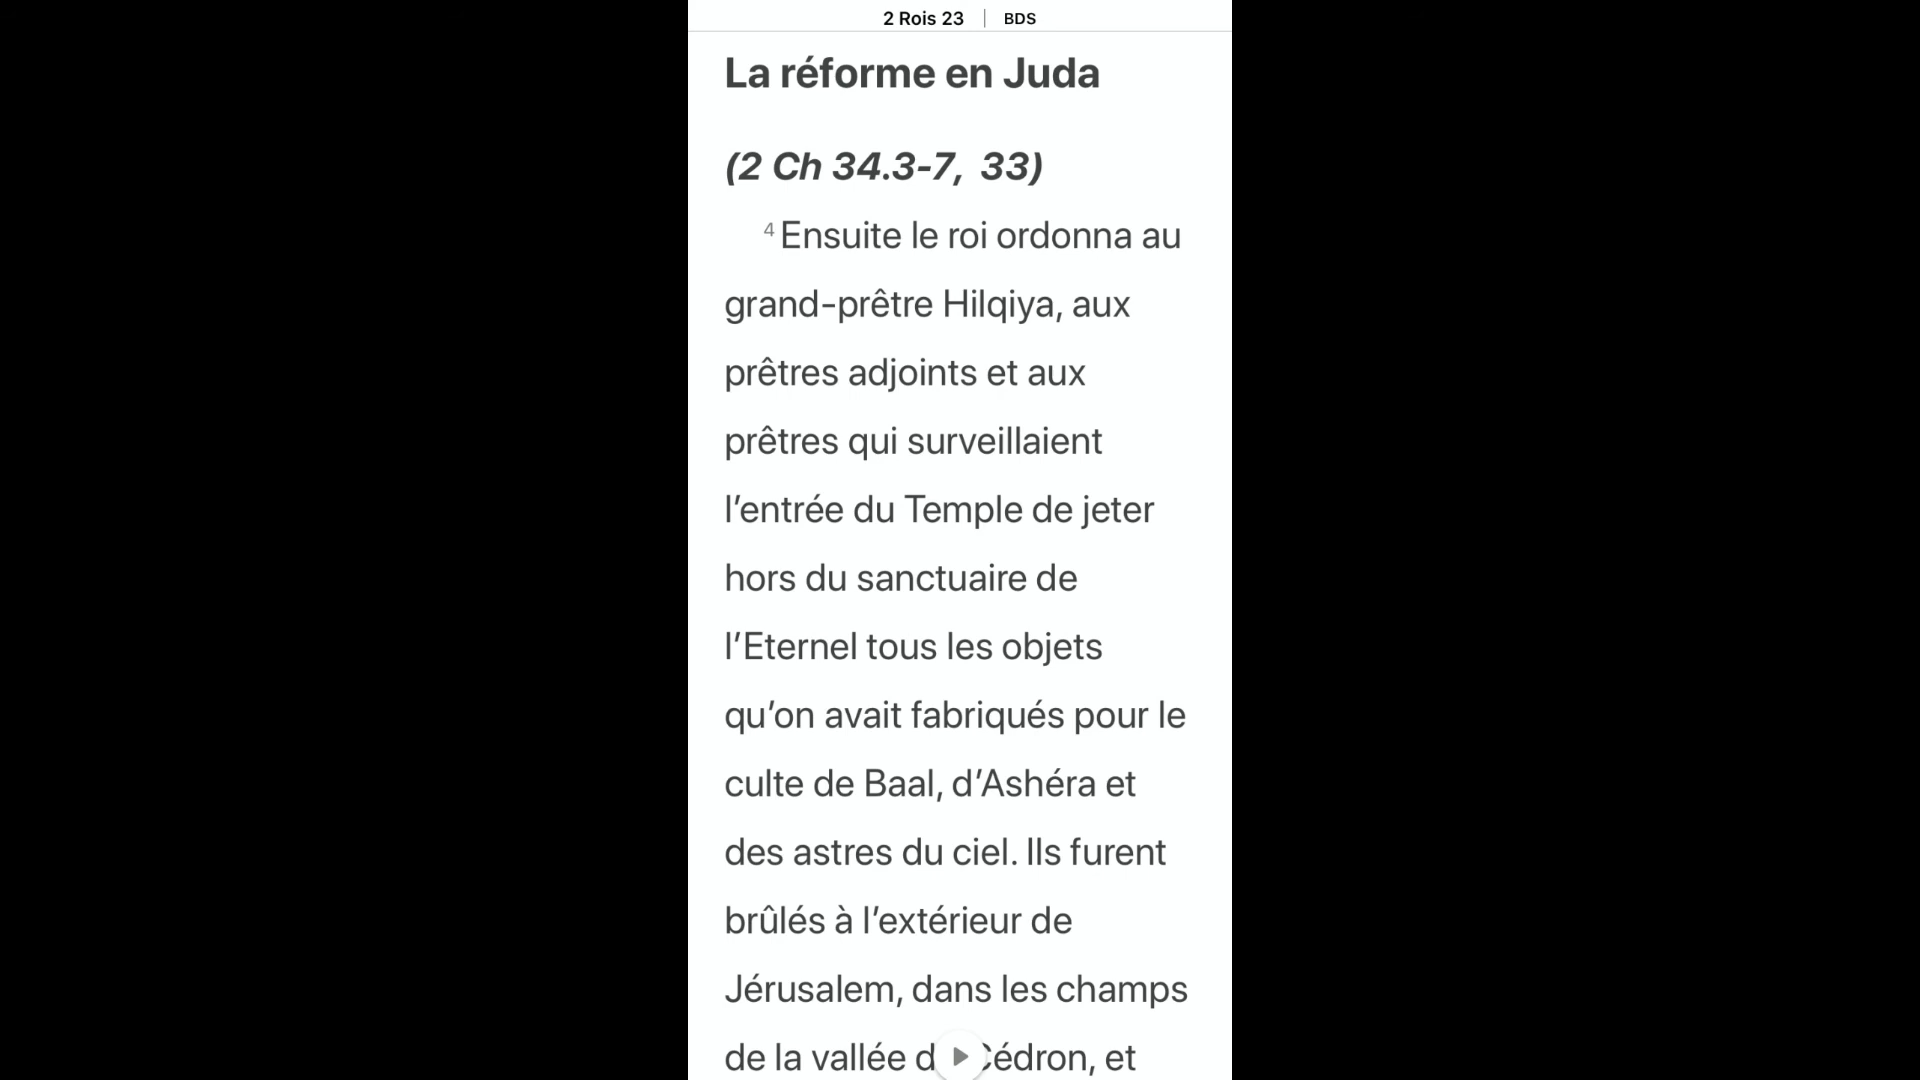 2 Rois 23 | BDS
La réforme en Juda
(2 Ch 34.3-7, 33)
4 Ensuite le roi ordonna au
grand-prêtre Hilqiya, aux
prêtres adjoints et aux
prêtres qui surveillaient
l’entrée du Temple de jeter
hors du sanctuaire de
l’Eternel tous les objets
qu’on avait fabriqués pour le
culte de Baal, d’Ashéra et
des astres du ciel. Ils furent
brûlés à l’extérieur de
Jérusalem, dans les champs
de la vallée et